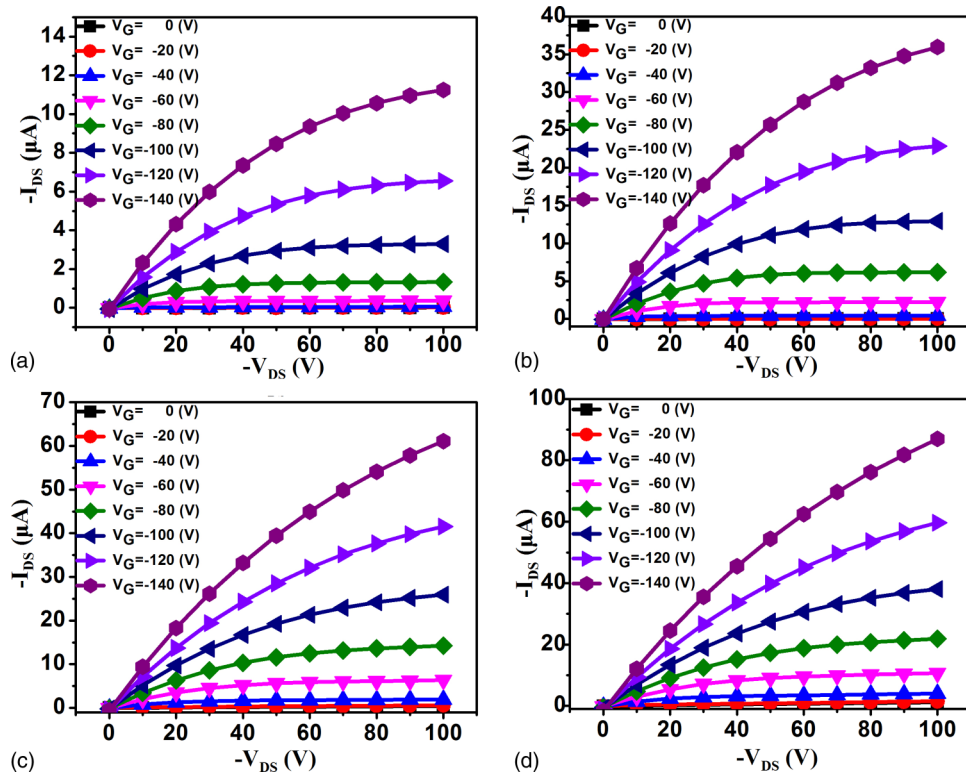 14
12
10
8
6
4
2
0
-I_DS (µA)
V_G= 0 (V)
V_G= -20 (V)
V_G= -40 (V)
V_G= -60 (V)
V_G= -80 (V)
V_G=-100 (V)
V_G=-120 (V)
V_G=-140 (V)
0 20 40 60 80 100
(a) -V_DS (V)
40
35
30
25
20
15
10
5
0
-I_DS (µA)
V_G= 0 (V)
V_G= -20 (V)
V_G= -40 (V)
V_G= -60 (V)
V_G= -80 (V)
V_G=-100 (V)
V_G=-120 (V)
V_G=-140 (V)
0 20 40 60 80 100
(b) -V_DS (V)
70
60
50
40
30
20
10
0
-I_DS (µA)
V_G= 0 (V)
V_G= -20 (V)
V_G= -40 (V)
V_G= -60 (V)
V_G= -80 (V)
V_G=-100 (V)
V_G=-120 (V)
V_G=-140 (V)
0 20 40 60 80 100
(c) -V_DS (V)
100
80
60
40
20
0
-I_DS (µA)
V_G= 0 (V)
V_G= -20 (V)
V_G= -40 (V)
V_G= -60 (V)
V_G= -80 (V)
V_G=-100 (V)
V_G=-120 (V)
V_G=-140 (V)
0 20 40 60 80 100
(d) -V_DS (V)